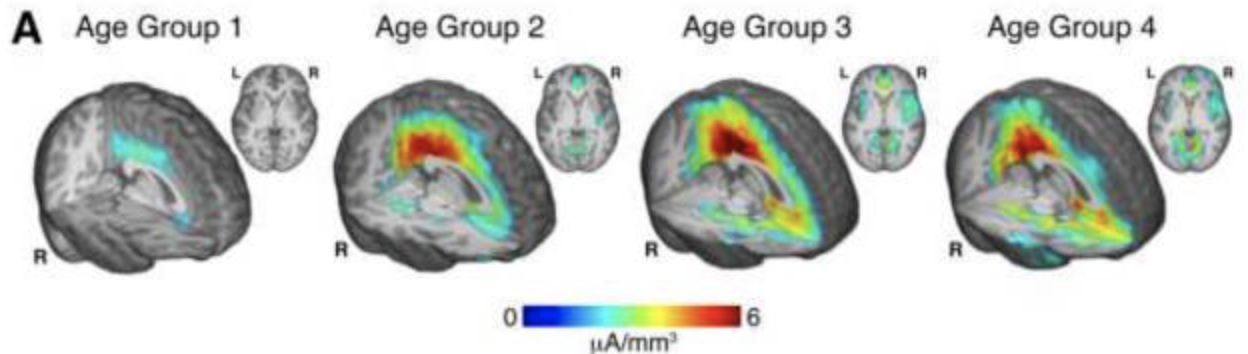 A
Age Group 1
Age Group 2
Age Group 3
Age Group 4
L R
L R
L R
L R
R
R
R
R
0 6
μA/mm³